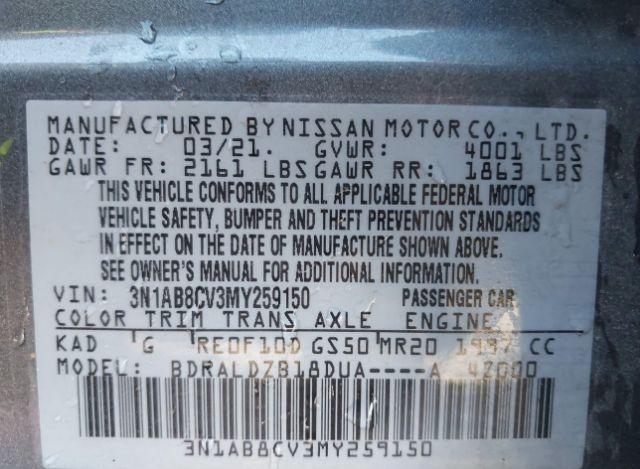 MANUFACTURED BY NISSAN MOTOR CO., LTD.
DATE: 03/21. GVWR: 4001 LBS
GAWR FR: 2161 LBS GAWR RR: 1863 LBS
THIS VEHICLE CONFORMS TO ALL APPLICABLE FEDERAL MOTOR
VEHICLE SAFETY, BUMPER AND THEFT PREVENTION STANDARDS
IN EFFECT ON THE DATE OF MANUFACTURE SHOWN ABOVE.
SEE OWNER'S MANUAL FOR ADDITIONAL INFORMATION.
VIN: 3N1AB8CV3MY259150 PASSENGER CAR
COLOR TRIM TRANS AXLE ENGINE
KAD G RE0F10D GS50 MR20 1997 CC
MODEL: BDRALDZB18DUA----A 4Z000
3N1AB8CV3MY259150